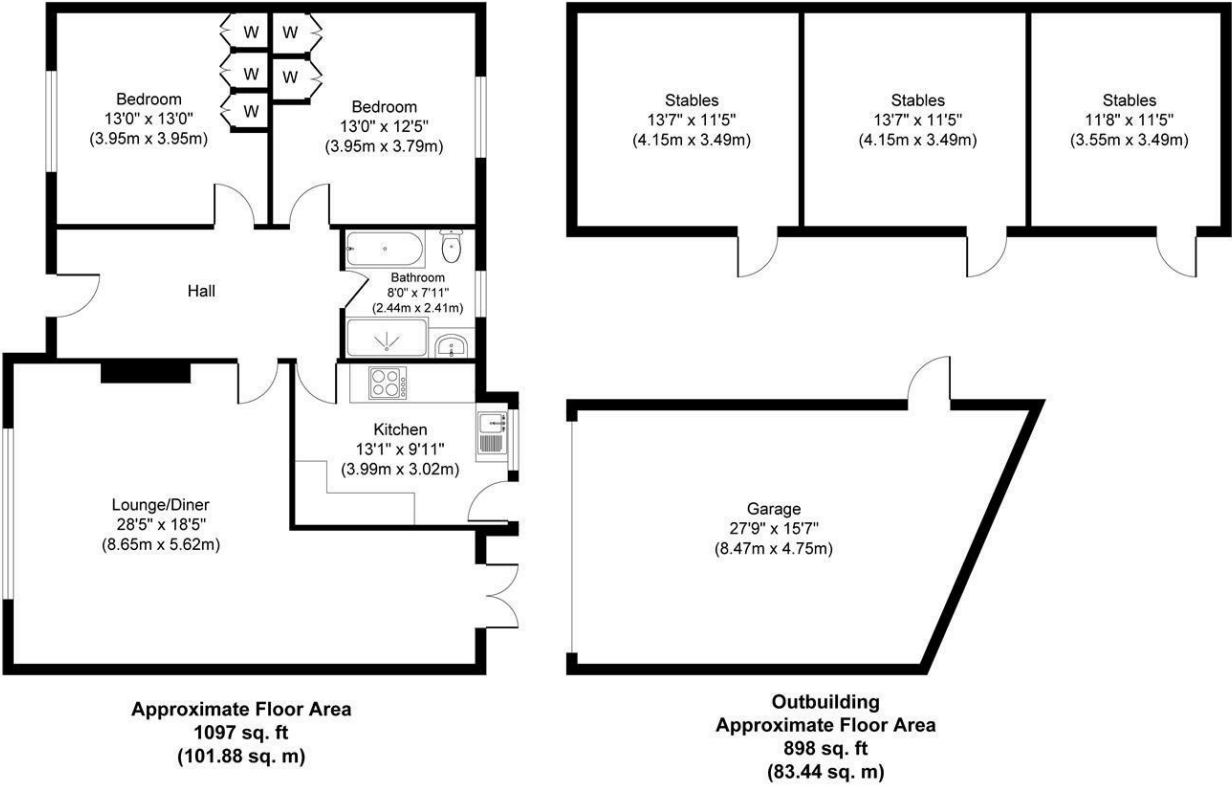 W
W
W
W
W
Bedroom
13'0" x 13'0"
(3.95m x 3.95m)
Bedroom
13'0" x 12'5"
(3.95m x 3.79m)
Hall
Bathroom
8'0" x 7'11"
(2.44m x 2.41m)
Kitchen
13'1" x 9'11"
(3.99m x 3.02m)
Lounge/Diner
28'5" x 18'5"
(8.65m x 5.62m)
Approximate Floor Area
1097 sq. ft
(101.88 sq. m)
Stables
13'7" x 11'5"
(4.15m x 3.49m)
Stables
13'7" x 11'5"
(4.15m x 3.49m)
Stables
11'8" x 11'5"
(3.55m x 3.49m)
Garage
27'9" x 15'7"
(8.47m x 4.75m)
Outbuilding
Approximate Floor Area
898 sq. ft
(83.44 sq. m)